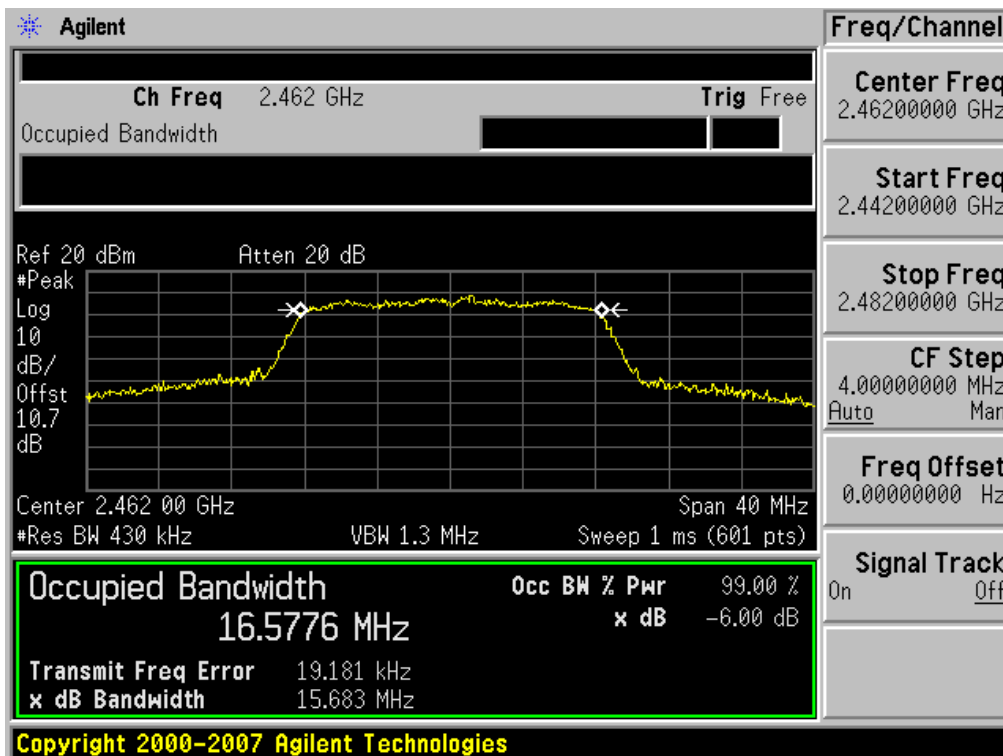 Agilent
Freq/Channel
Ch Freq 2.462 GHz Trig Free
Occupied Bandwidth
Center Freq
2.46200000 GHz
Start Freq
2.44200000 GHz
Stop Freq
2.48200000 GHz
CF Step
4.00000000 MHz
Auto Man
Freq Offset
0.00000000 Hz
Signal Track
On Off
Ref 20 dBm Atten 20 dB
#Peak
Log
10
dB/
Offst
10.7
dB
Center 2.462 00 GHz Span 40 MHz
#Res BW 430 kHz VBW 1.3 MHz Sweep 1 ms (601 pts)
Occupied Bandwidth Occ BW % Pwr 99.00 %
16.5776 MHz x dB -6.00 dB
Transmit Freq Error 19.181 kHz
x dB Bandwidth 15.683 MHz
Copyright 2000-2007 Agilent Technologies